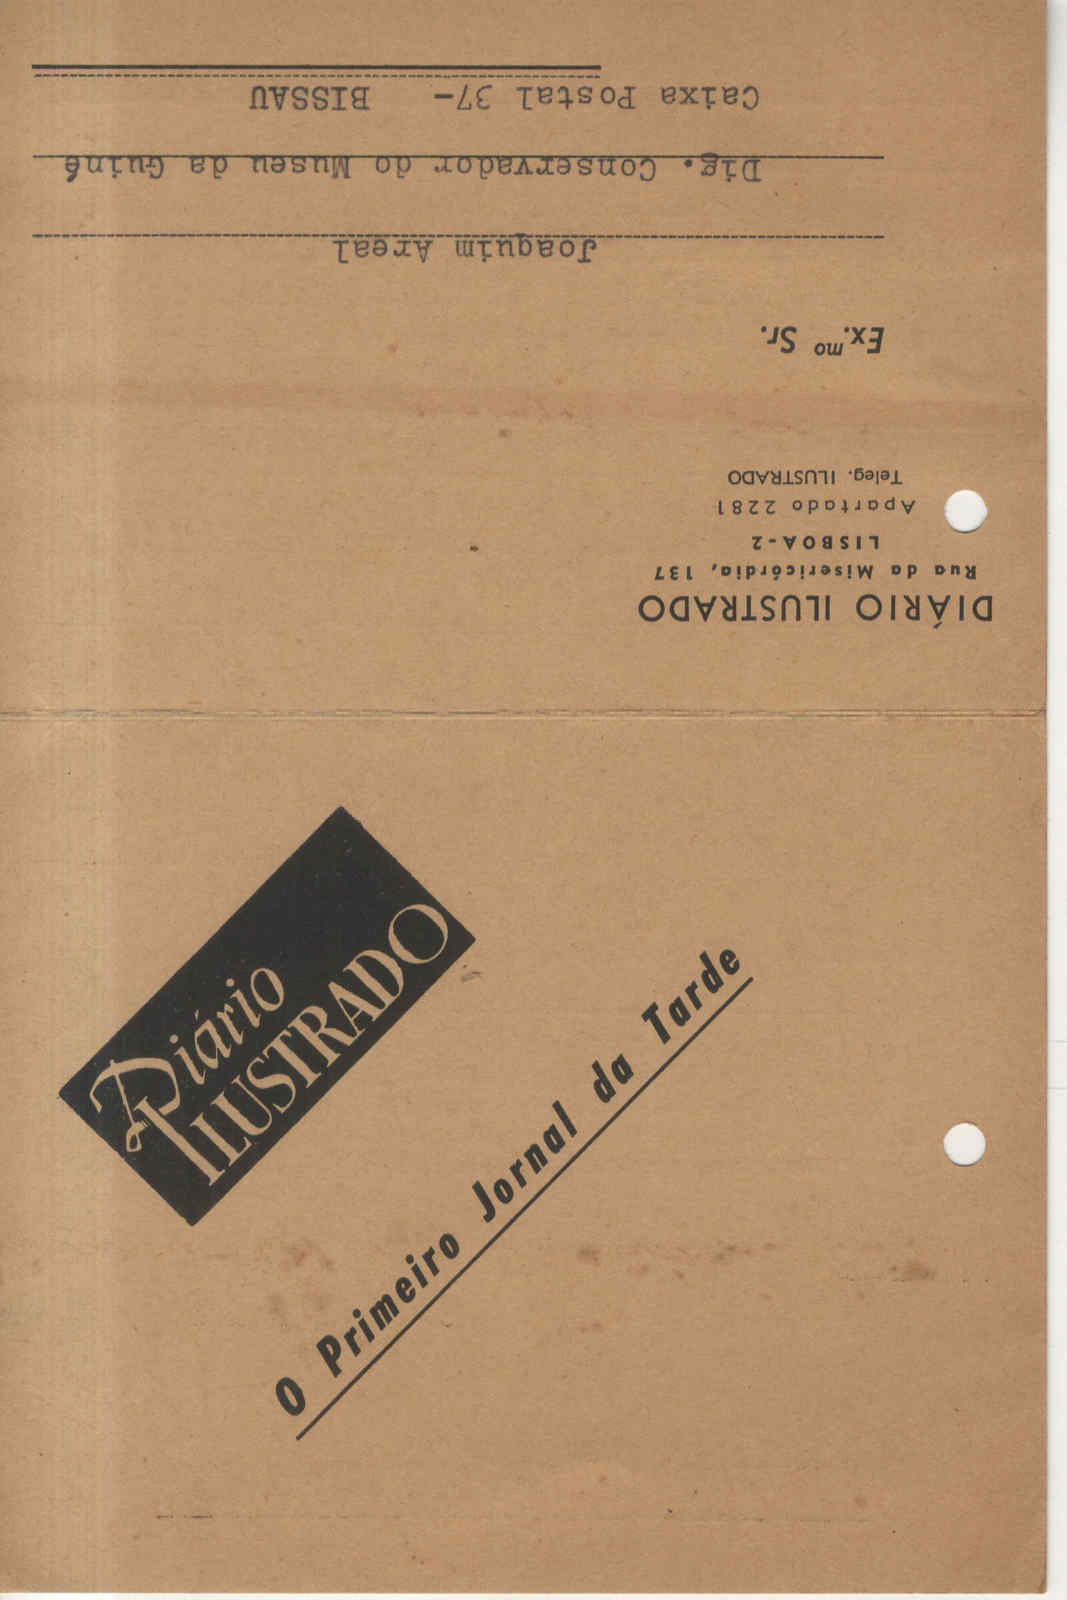 DIÁRIO ILUSTRADO
Rua da Misericórdia, 137
LISBOA-2
Apartado 2281
Teleg. ILUSTRADO
Ex.mo Sr.
Joaquim Areal
Dig. Conservador do Museu da Guiné
Caixa Postal 37- BISSAU
Diário
ILUSTRADO
O Primeiro Jornal da Tarde